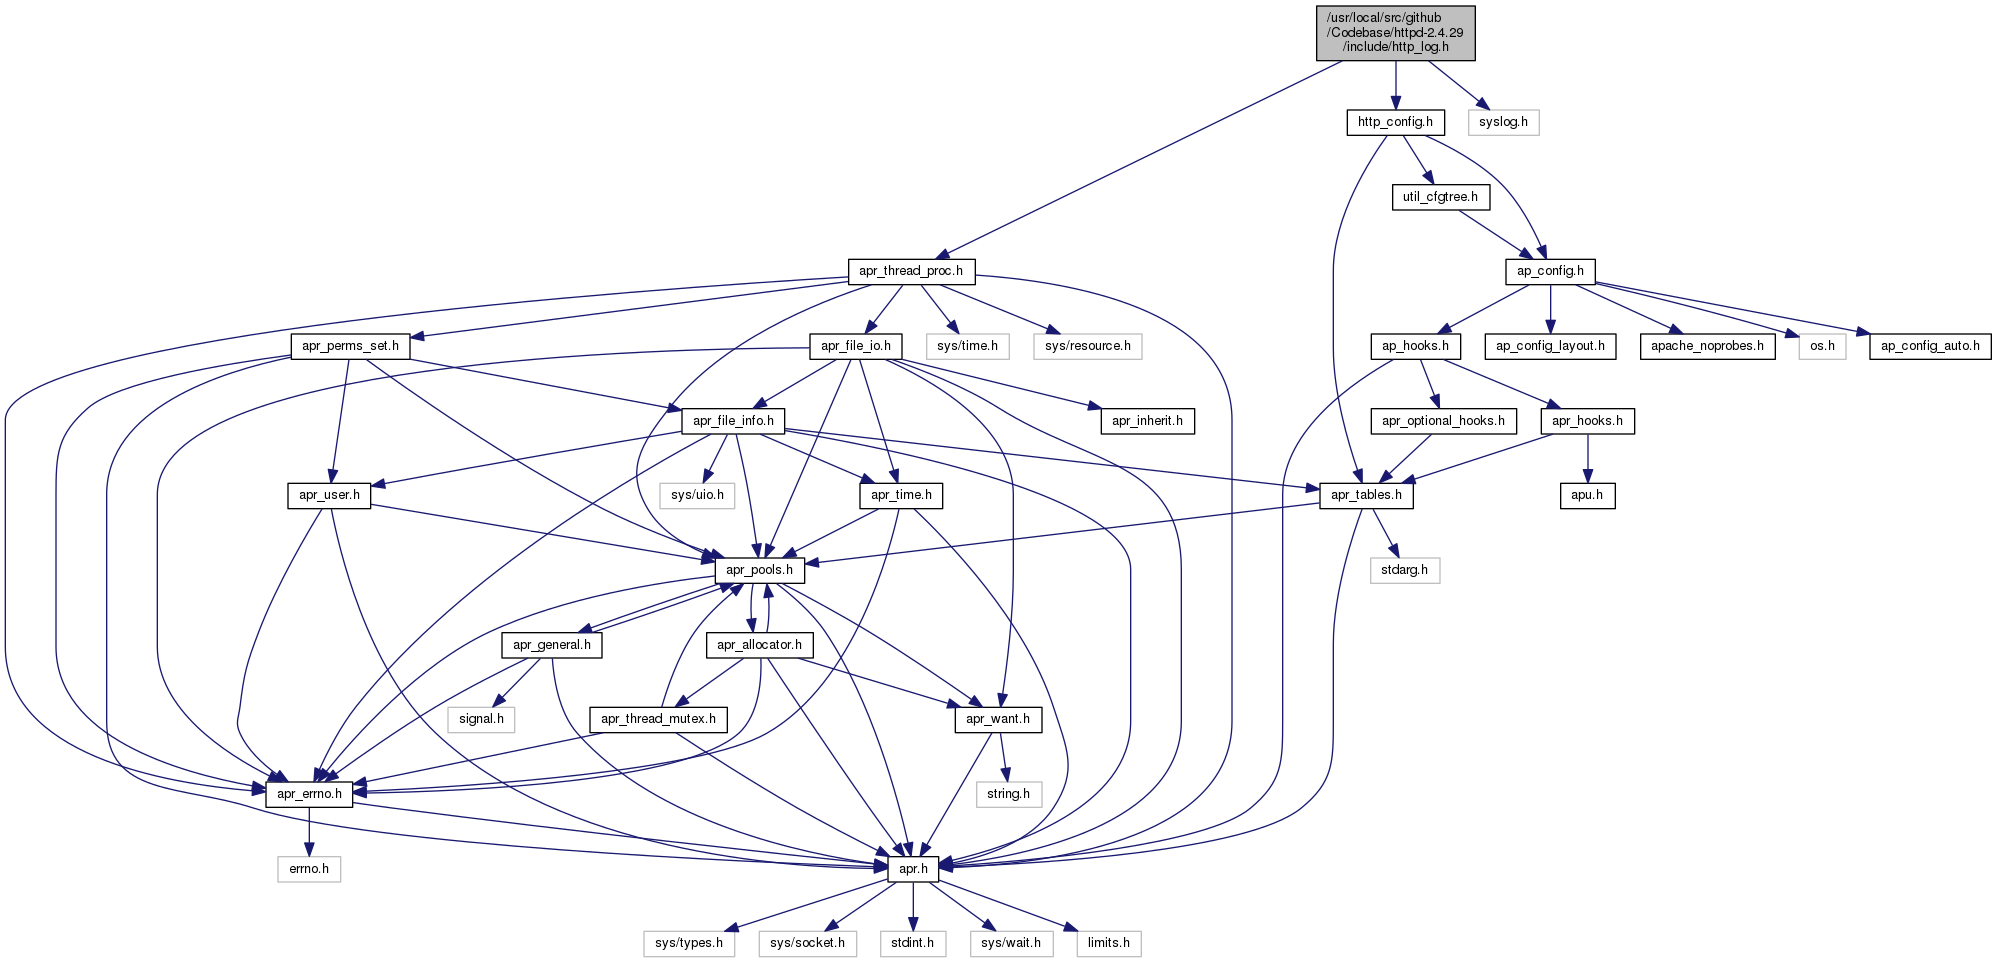 /usr/local/src/github
/Codebase/httpd-2.4.29
/include/http_log.h
http_config.h
syslog.h
util_cfgtree.h
apr_thread_proc.h
ap_config.h
apr_perms_set.h
apr_file_io.h
sys/time.h
sys/resource.h
ap_hooks.h
ap_config_layout.h
apache_noprobes.h
os.h
ap_config_auto.h
apr_file_info.h
apr_inherit.h
apr_optional_hooks.h
apr_hooks.h
apr_user.h
sys/uio.h
apr_time.h
apr_tables.h
apu.h
apr_pools.h
stdarg.h
apr_general.h
apr_allocator.h
signal.h
apr_thread_mutex.h
apr_want.h
apr_errno.h
string.h
errno.h
apr.h
sys/types.h
sys/socket.h
stdint.h
sys/wait.h
limits.h